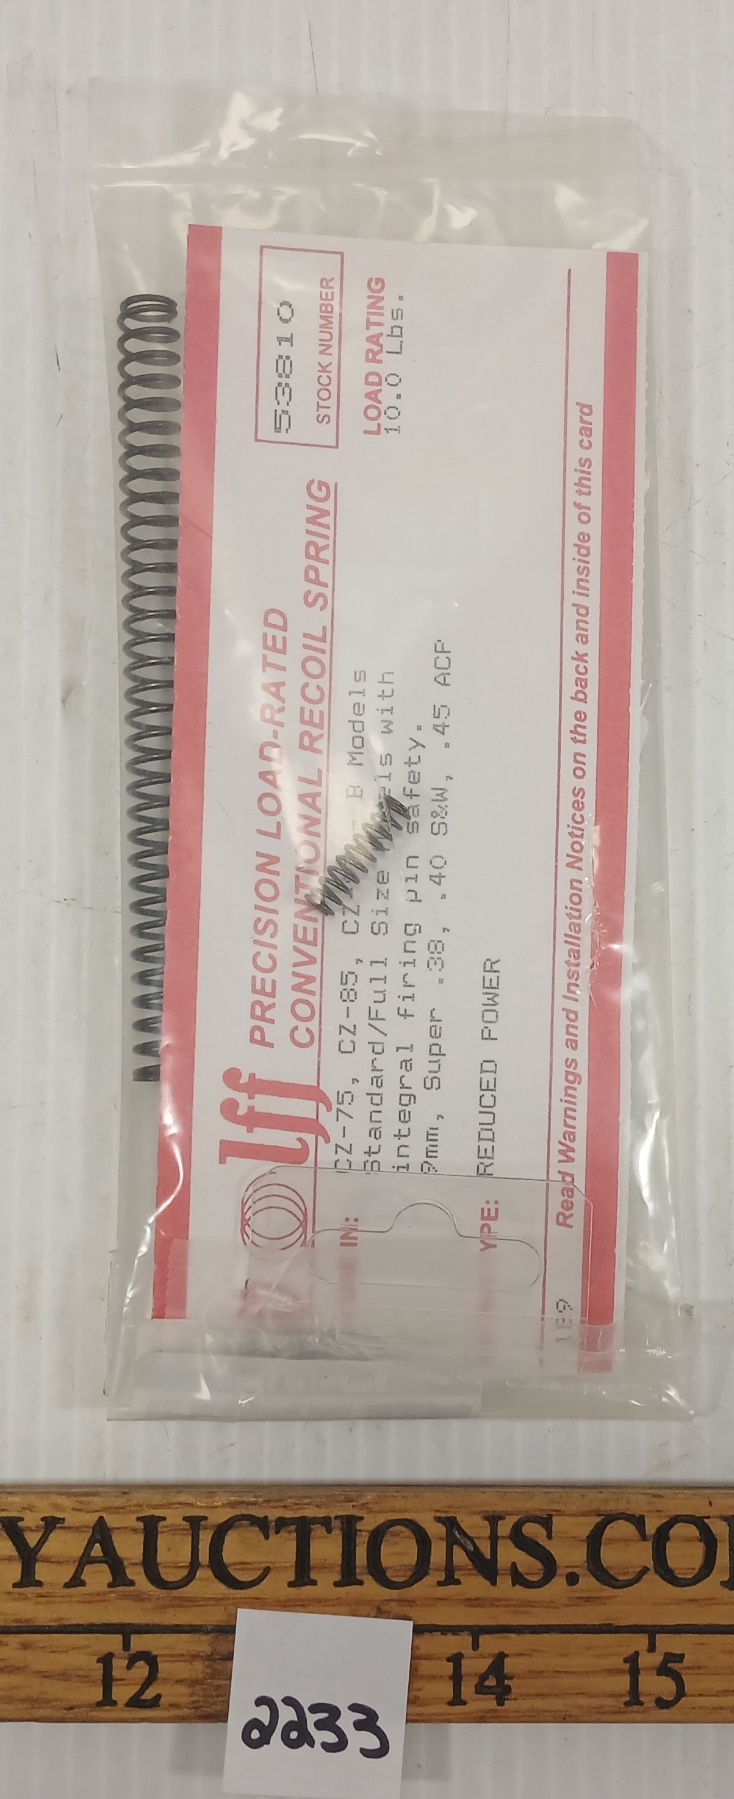 53810
STOCK NUMBER
PRECISION LOAD-RATED
CONVENTIONAL RECOIL SPRING
lff
LOAD RATING
10.0 Lbs.
IN:
CZ-75, CZ-85, B Models
Standard/Full Size with
integral firing pin safety.
9mm, Super .38, .40 S&W, .45 ACP
YPE: REDUCED POWER
Read Warnings and Installation Notices on the back and inside of this card
YAUCTIONS.CO
12 14 15
2233